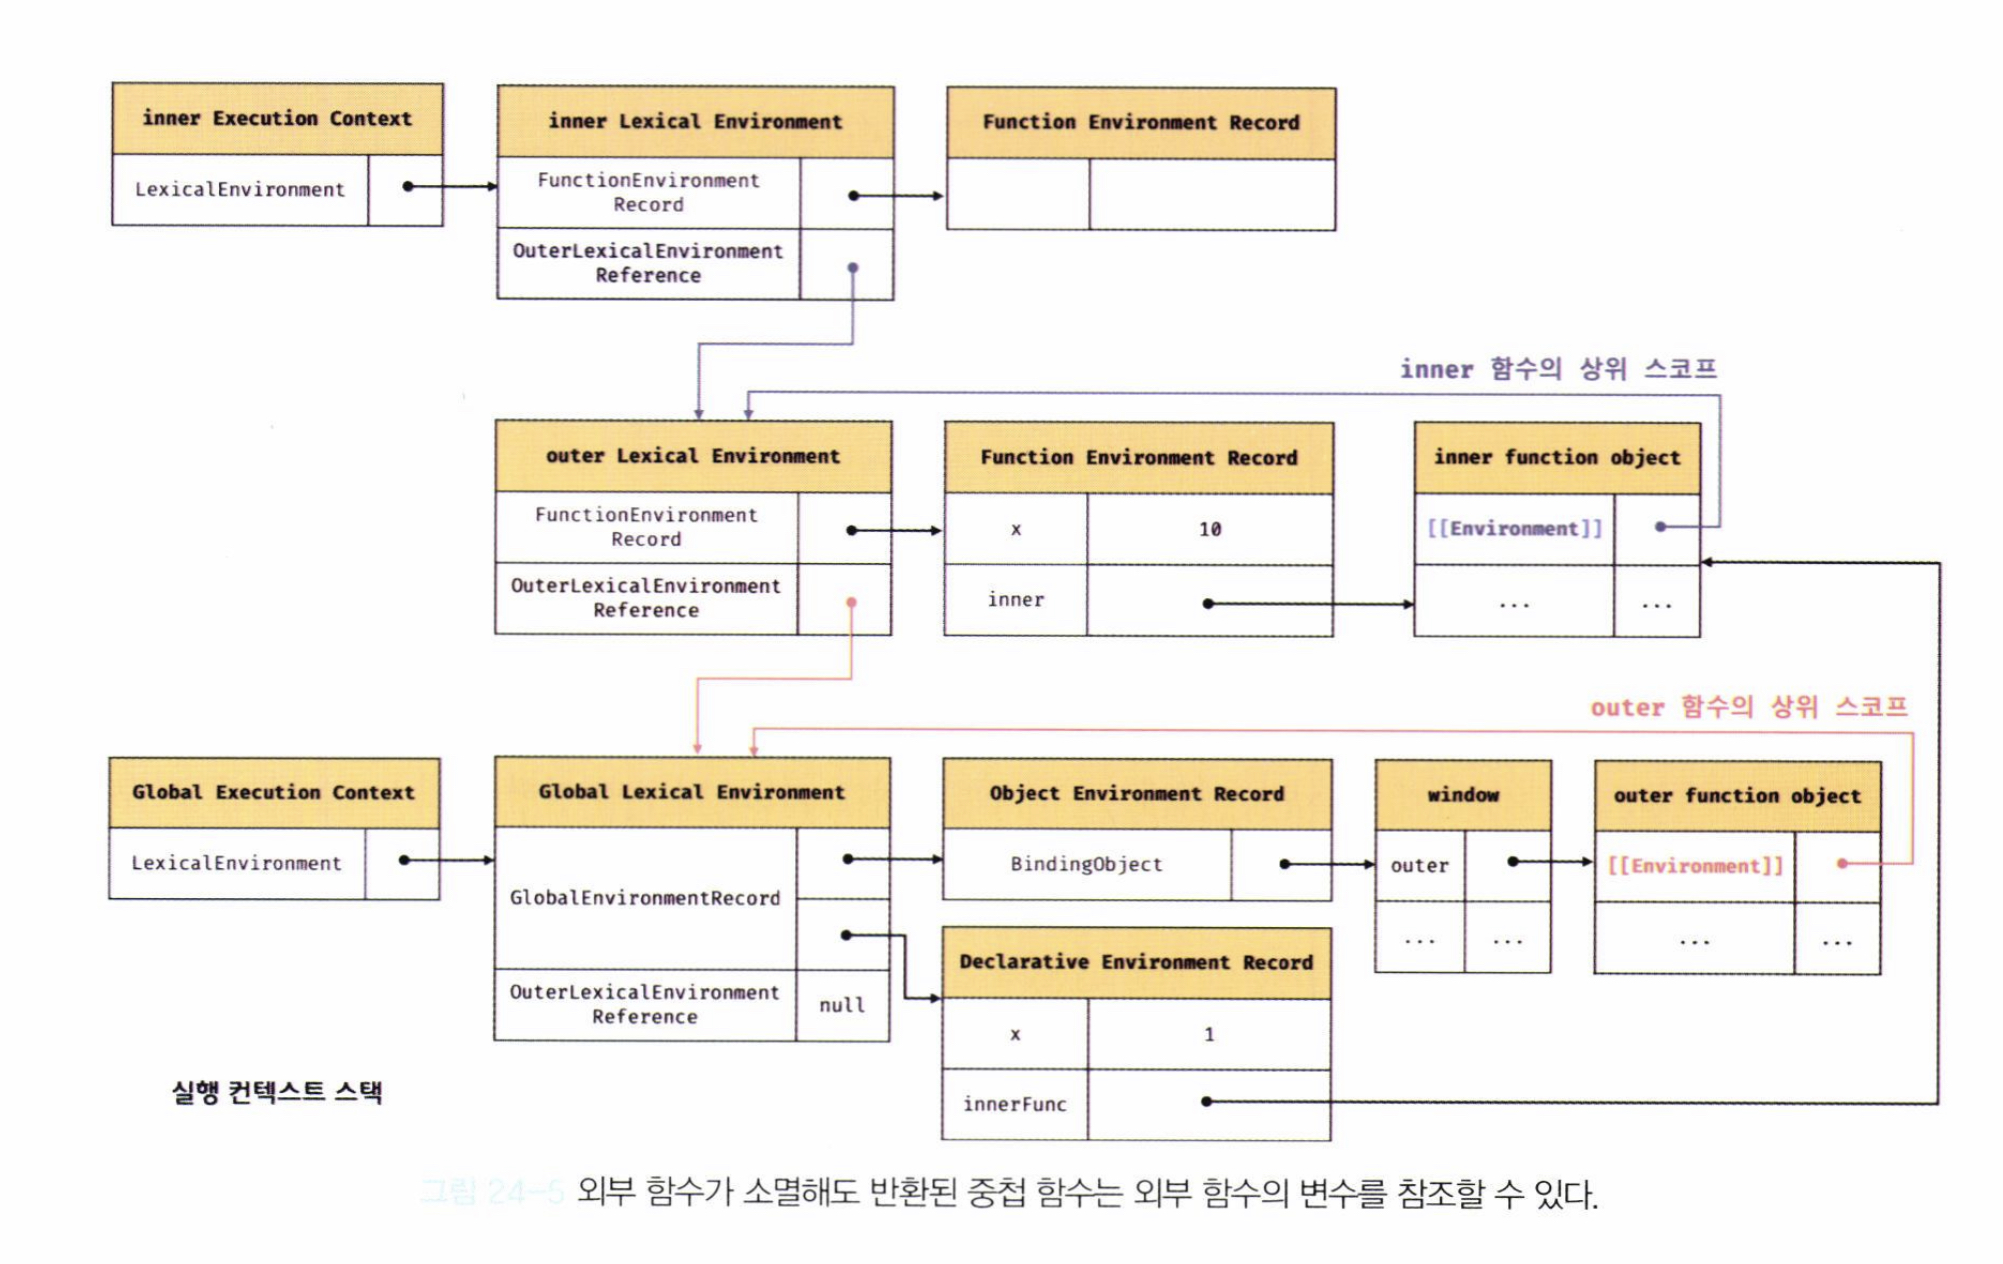 inner Execution Context
LexicalEnvironment
inner Lexical Environment
FunctionEnvironment
Record
OuterLexicalEnvironment
Reference
Function Environment Record
inner 함수의 상위 스코프
outer Lexical Environment
FunctionEnvironment
Record
OuterLexicalEnvironment
Reference
Function Environment Record
x 10
inner
inner function object
[[Environment]]
... ...
outer 함수의 상위 스코프
Global Execution Context
LexicalEnvironment
Global Lexical Environment
GlobalEnvironmentRecord
OuterLexicalEnvironment
Reference
null
Object Environment Record
BindingObject
window
outer
... ...
outer function object
[[Environment]]
... ...
Declarative Environment Record
x 1
innerFunc
실행 컨텍스트 스택
그림 24-5 외부 함수가 소멸해도 반환된 중첩 함수는 외부 함수의 변수를 참조할 수 있다.